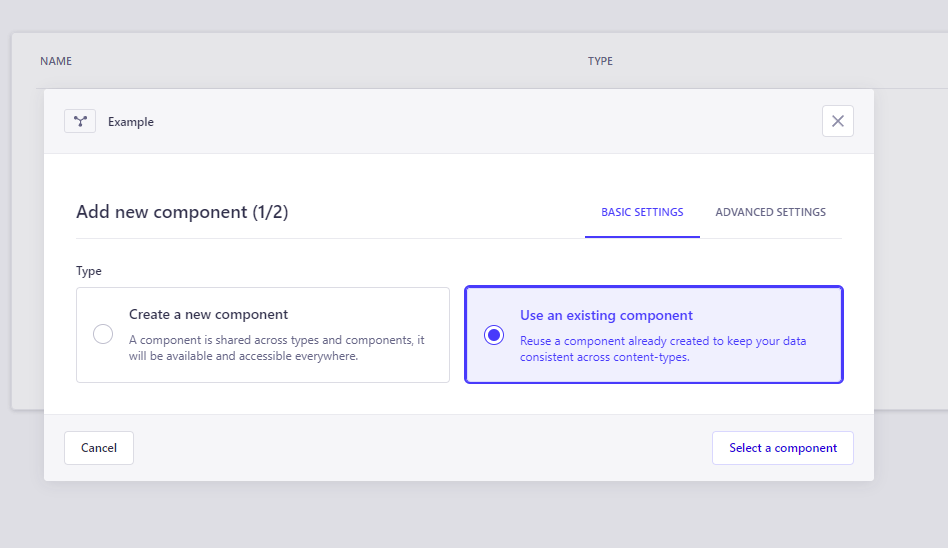 NAME TYPE
Example
Add new component (1/2) BASIC SETTINGS ADVANCED SETTINGS
Type
Create a new component
A component is shared across types and components, it
will be available and accessible everywhere.
Use an existing component
Reuse a component already created to keep your data
consistent across content-types.
Cancel Select a component